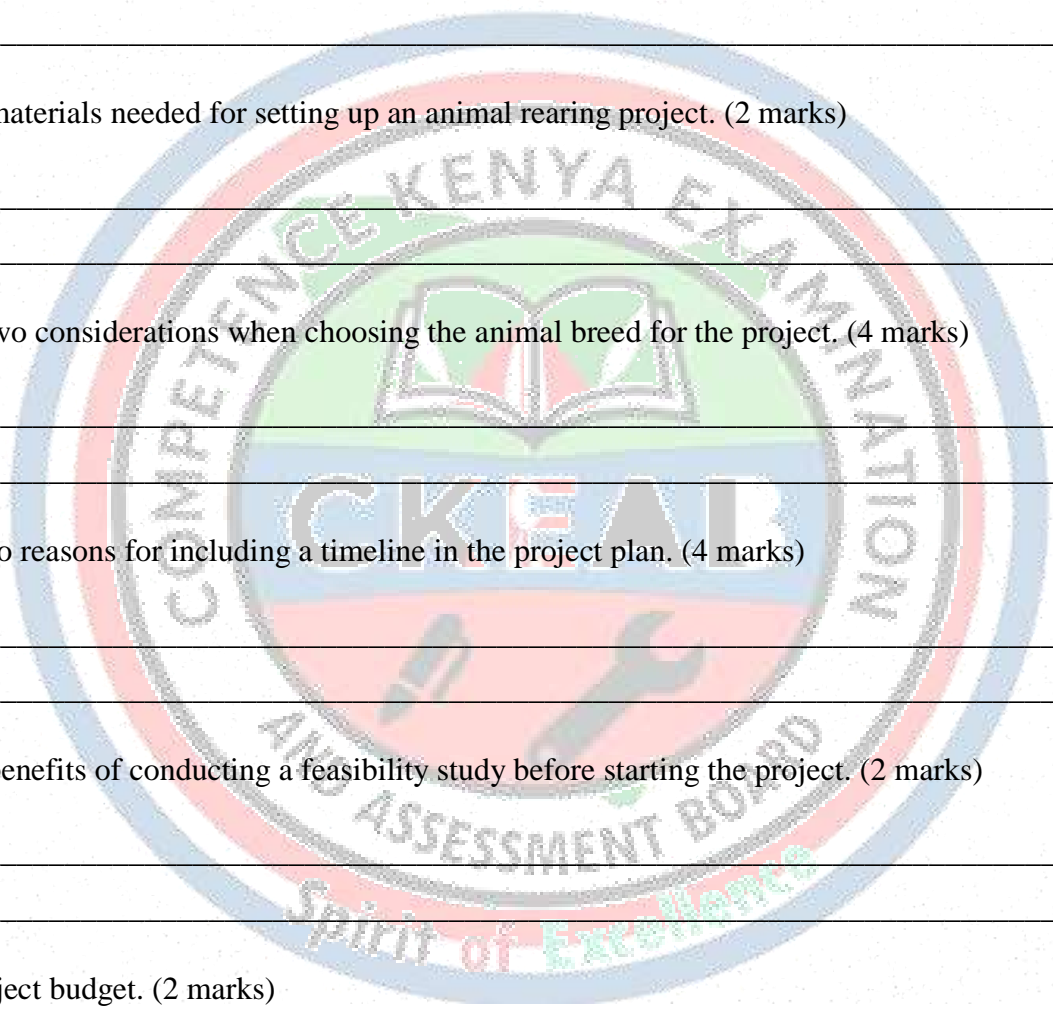 materials needed for setting up an animal rearing project. (2 marks)
wo considerations when choosing the animal breed for the project. (4 marks)
o reasons for including a timeline in the project plan. (4 marks)
benefits of conducting a feasibility study before starting the project. (2 marks)
ject budget. (2 marks)
COMPETENCE KENYA EXAMINATION
CKEAB
AND ASSESSMENT BOARD
Spirit of Excellence